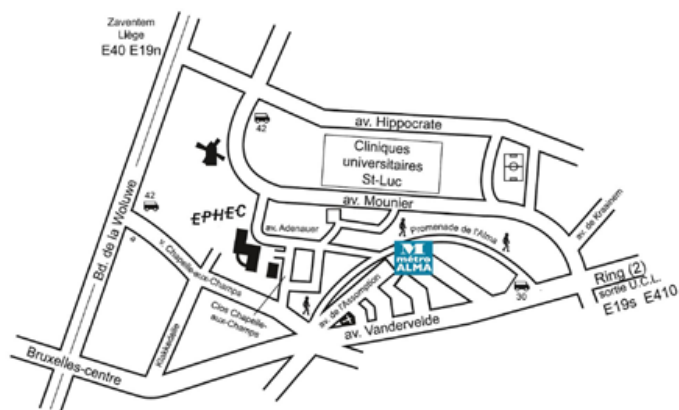 Zaventem
Liège
E40 E19n
42
av. Hippocrate
Cliniques
universitaires
St-Luc
42
av. Mounier
EPHEC
av. Adenauer
Promenade de l'Alma
av. de Kraainem
Bd. de la Woluwe
M
métro
ALMA
v. Chapelle-aux-Champs
Ring (2)
sortie U.C.L.
E19s E410
30
av. de l'Assomption
Clos Chapelle-
aux-Champs
av. Vandervelde
Klakkedelle
Bruxelles-centre